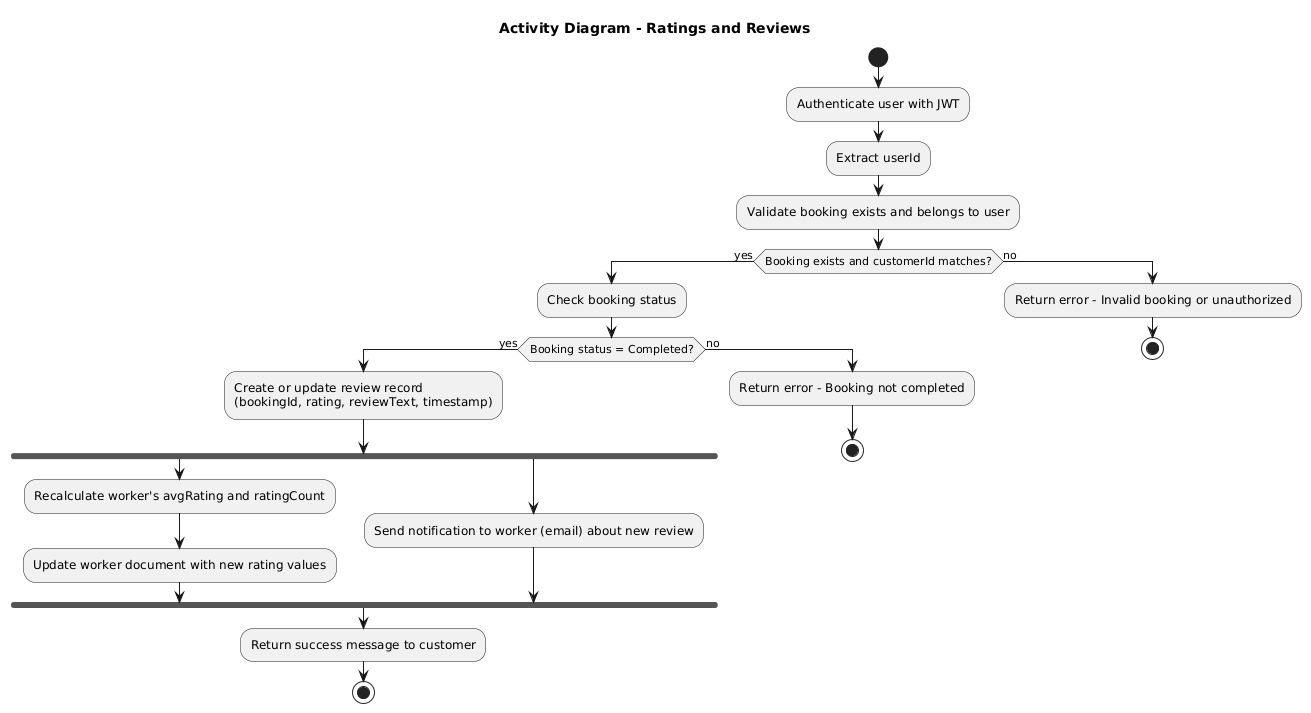 Activity Diagram - Ratings and Reviews
Authenticate user with JWT
Extract userId
Validate booking exists and belongs to user
yes
Booking exists and customerId matches?
no
Check booking status
Return error - Invalid booking or unauthorized
yes
Booking status = Completed?
no
Create or update review record
(bookingId, rating, reviewText, timestamp)
Return error - Booking not completed
Recalculate worker's avgRating and ratingCount
Send notification to worker (email) about new review
Update worker document with new rating values
Return success message to customer